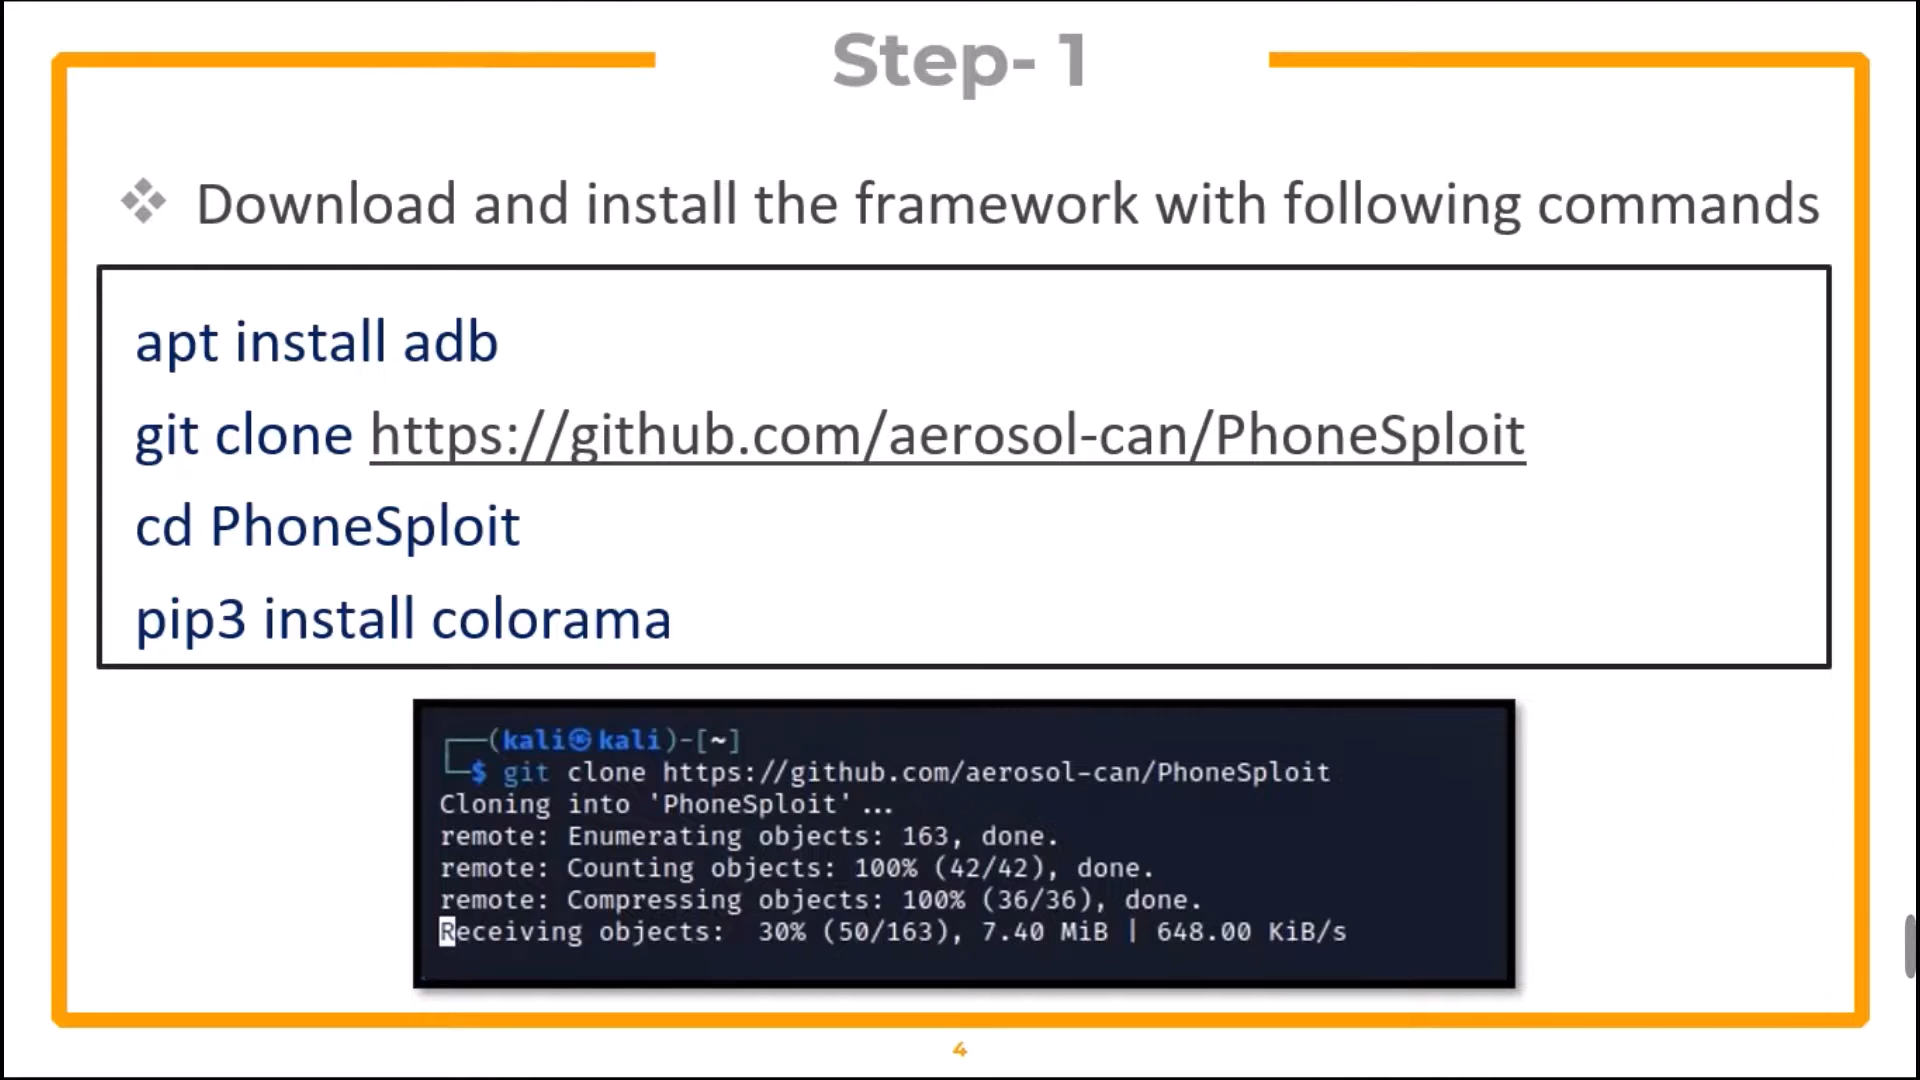 Step- 1
Download and install the framework with following commands
apt install adb
git clone https://github.com/aerosol-can/PhoneSploit
cd PhoneSploit
pip3 install colorama
(kali㉿kali)-[~]
$ git clone https://github.com/aerosol-can/PhoneSploit
Cloning into 'PhoneSploit'...
remote: Enumerating objects: 163, done.
remote: Counting objects: 100% (42/42), done.
remote: Compressing objects: 100% (36/36), done.
Receiving objects:  30% (50/163), 7.40 MiB | 648.00 KiB/s
4